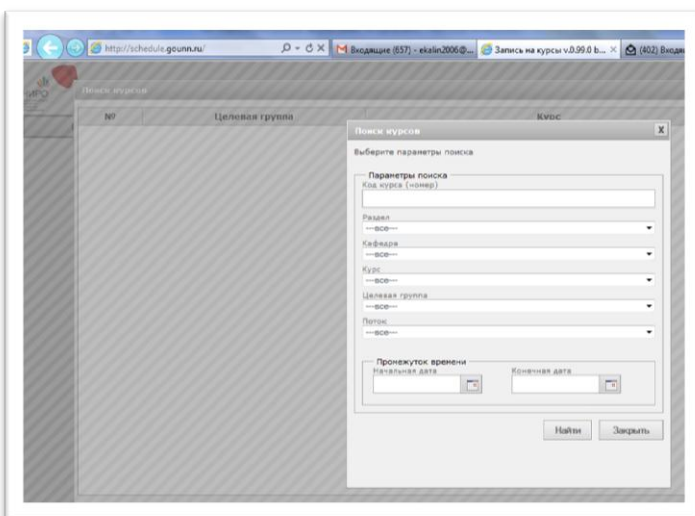 http://schedule.gounn.ru/
Входящие (657) - ekalin2006@...
Запись на курсы v.0.99.0 b...
(402) Входящ
Поиск курсов
№
Целевая группа
Курс
Поиск курсов
X
Выберите параметры поиска
Параметры поиска
Код курса (номер)
Раздел
---все---
Кафедра
---все---
Курс
---все---
Целевая группа
---все---
Поток
---все---
Промежуток времени
Начальная дата
Конечная дата
Найти
Закрыть